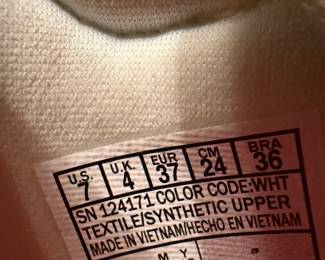 U.S. U.K. EUR CM BRA
7 4 37 24 36
SN 124171 COLOR CODE:WHT
TEXTILE/SYNTHETIC UPPER
MADE IN VIETNAM/HECHO EN VIETNAM
M Y